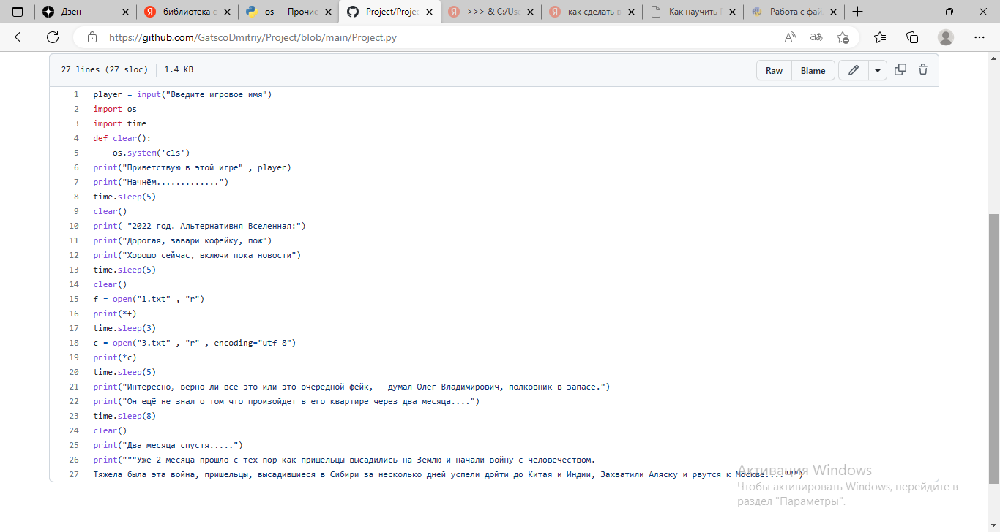 Дзен
библиотека
os — Прочие
Project/Projec
>>> & C:/Use
как сделать в
Как научить
Работа с фай
https://github.com/GatscoDmitriy/Project/blob/main/Project.py
27 lines (27 sloc) 1.4 KB
Raw Blame
1 player = input("Введите игровое имя")
2 import os
3 import time
4 def clear():
5 os.system('cls')
6 print("Приветствую в этой игре" , player)
7 print("Начнём.............")
8 time.sleep(5)
9 clear()
10 print( "2022 год. Альтернативня Вселенная:")
11 print("Дорогая, завари кофейку, пож")
12 print("Хорошо сейчас, включи пока новости")
13 time.sleep(5)
14 clear()
15 f = open("1.txt" , "r")
16 print(*f)
17 time.sleep(3)
18 c = open("3.txt" , "r" , encoding="utf-8")
19 print(*c)
20 time.sleep(5)
21 print("Интересно, верно ли всё это или это очередной фейк, - думал Олег Владимирович, полковник в запасе.")
22 print("Он ещё не знал о том что произойдет в его квартире через два месяца....")
23 time.sleep(8)
24 clear()
25 print("Два месяца спустя.....")
26 print("""Уже 2 месяца прошло с тех пор как пришельцы высадились на Землю и начали войну с человечеством.
27 Тяжела была эта война, пришельцы, высадившиеся в Сибири за несколько дней успели дойти до Китая и Индии, Захватили Аляску и рвутся к Москве....""")
Активация Windows
Чтобы активировать Windows, перейдите в
раздел "Параметры".